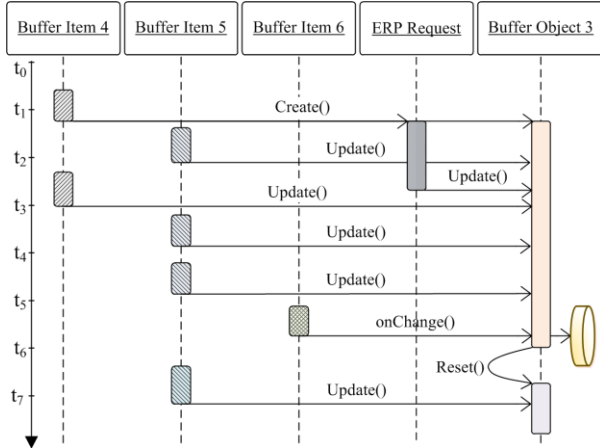 Buffer Item 4 Buffer Item 5 Buffer Item 6 ERP Request Buffer Object 3
t0
t1
Create()
t2
Update()
Update()
t3
Update()
Update()
t4
Update()
t5
onChange()
t6
Reset()
t7
Update()